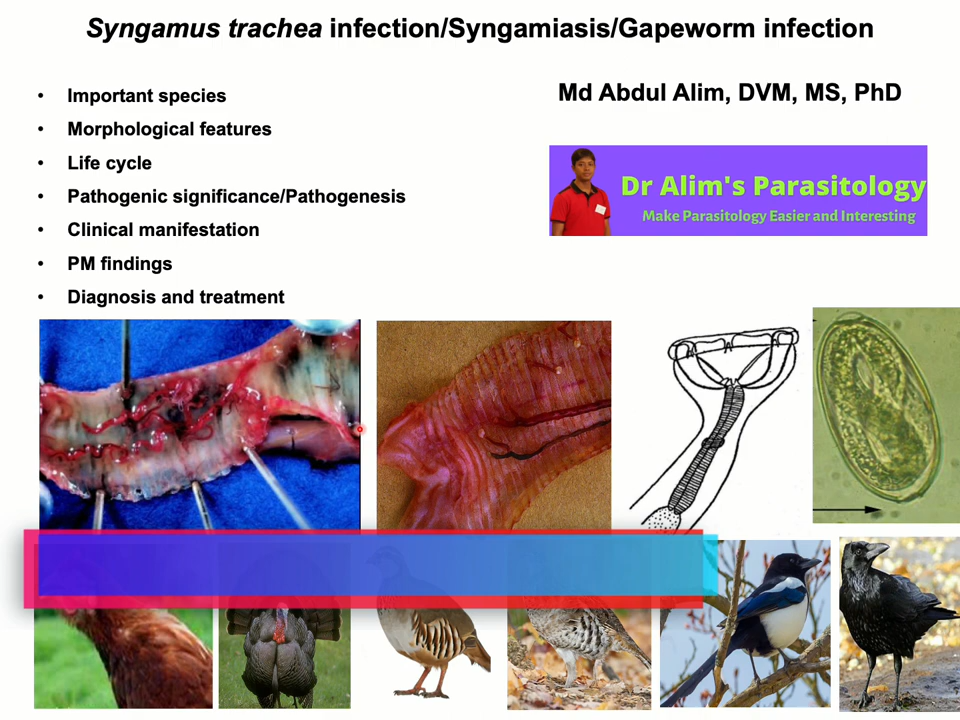 Syngamus trachea infection/Syngamiasis/Gapeworm infection
• Important species
• Morphological features
• Life cycle
• Pathogenic significance/Pathogenesis
• Clinical manifestation
• PM findings
• Diagnosis and treatment
Md Abdul Alim, DVM, MS, PhD
Dr Alim's Parasitology
Make Parasitology Easier and Interesting